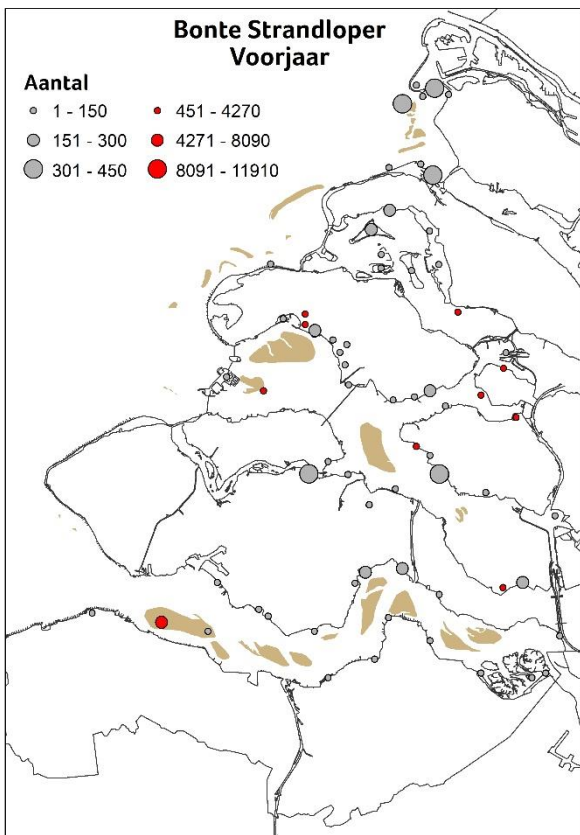 Bonte Strandloper
Voorjaar
Aantal
1 - 150
451 - 4270
151 - 300
4271 - 8090
301 - 450
8091 - 11910